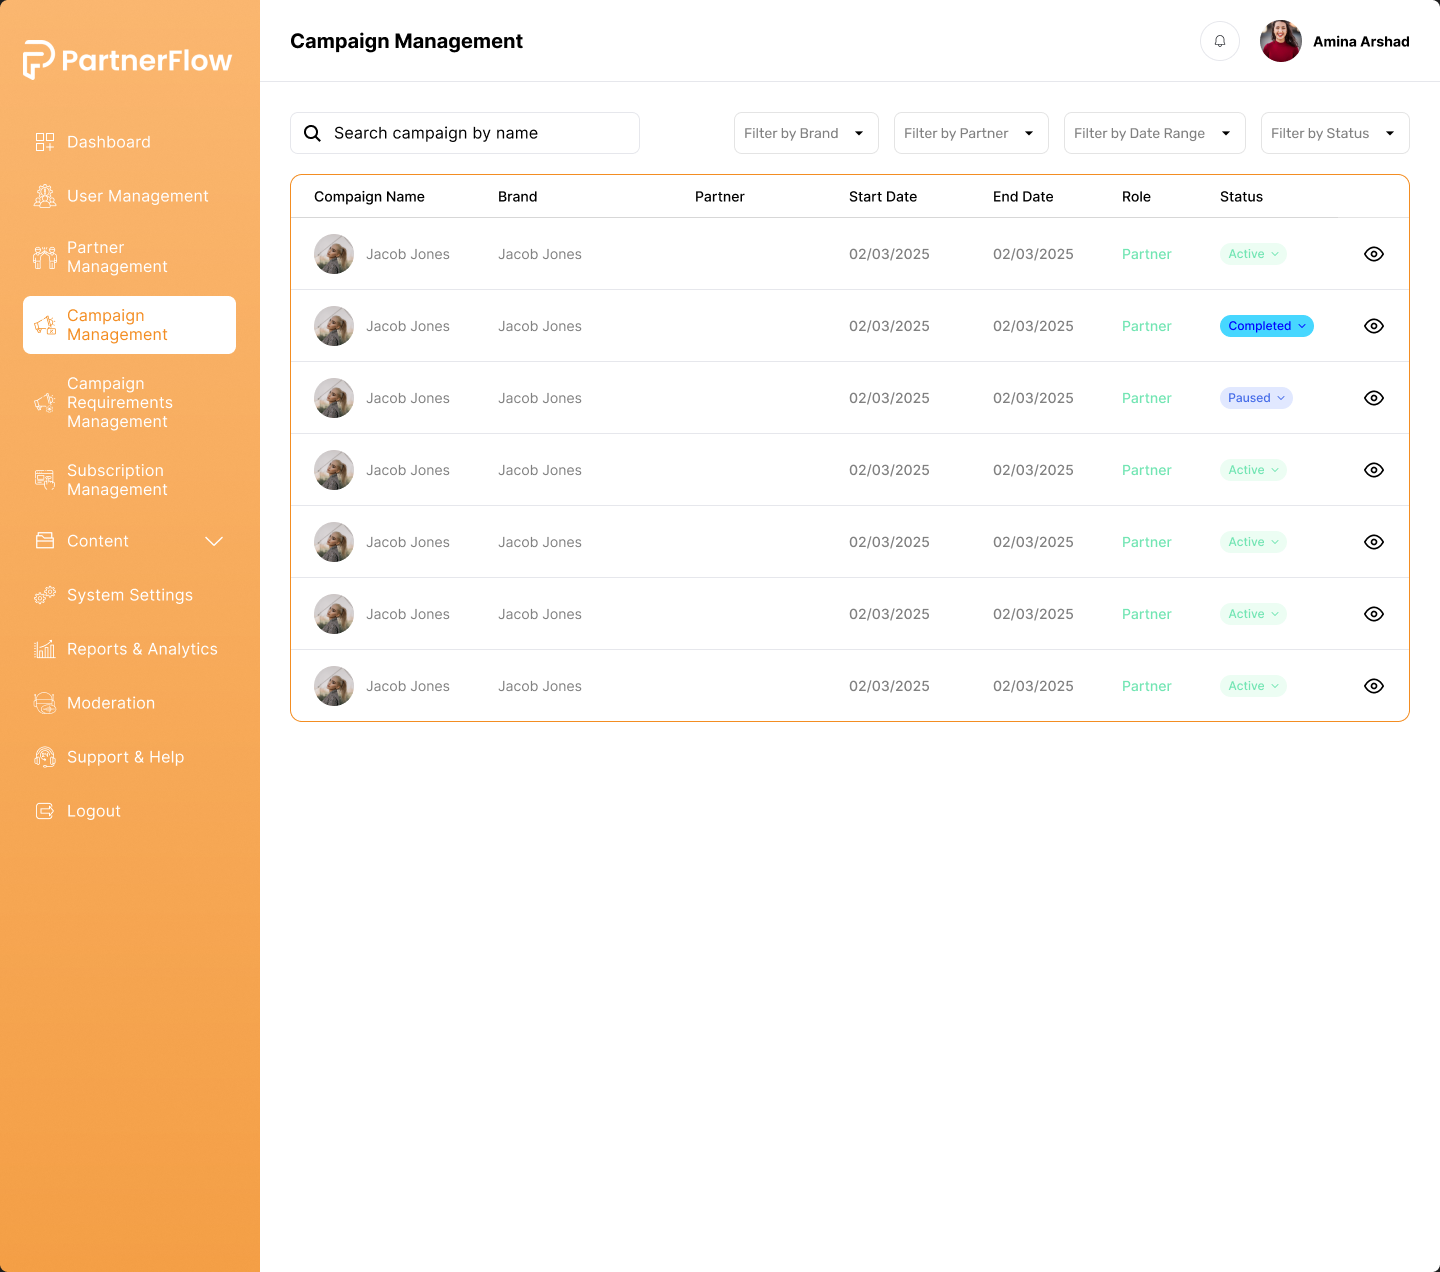 PartnerFlow
Dashboard
User Management
Partner
Management
Campaign
Management
Campaign
Requirements
Management
Subscription
Management
Content
System Settings
Reports & Analytics
Moderation
Support & Help
Logout
Campaign Management
Amina Arshad
Search campaign by name
Filter by Brand
Filter by Partner
Filter by Date Range
Filter by Status
Compaign Name Brand Partner Start Date End Date Role Status
Jacob Jones Jacob Jones 02/03/2025 02/03/2025 Partner Active
Jacob Jones Jacob Jones 02/03/2025 02/03/2025 Partner Completed
Jacob Jones Jacob Jones 02/03/2025 02/03/2025 Partner Paused
Jacob Jones Jacob Jones 02/03/2025 02/03/2025 Partner Active
Jacob Jones Jacob Jones 02/03/2025 02/03/2025 Partner Active
Jacob Jones Jacob Jones 02/03/2025 02/03/2025 Partner Active
Jacob Jones Jacob Jones 02/03/2025 02/03/2025 Partner Active